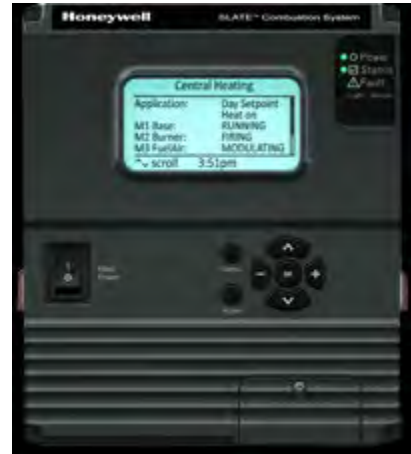 Honeywell
SLATE™ Combustion System
Power
Status
Fault
Central Heating
Application: Day Setpoint
Heat on
M1 Base: RUNNING
M2 Burner: FIRING
M3 Fuel/Air: MODULATING
scroll 3:51pm
Power